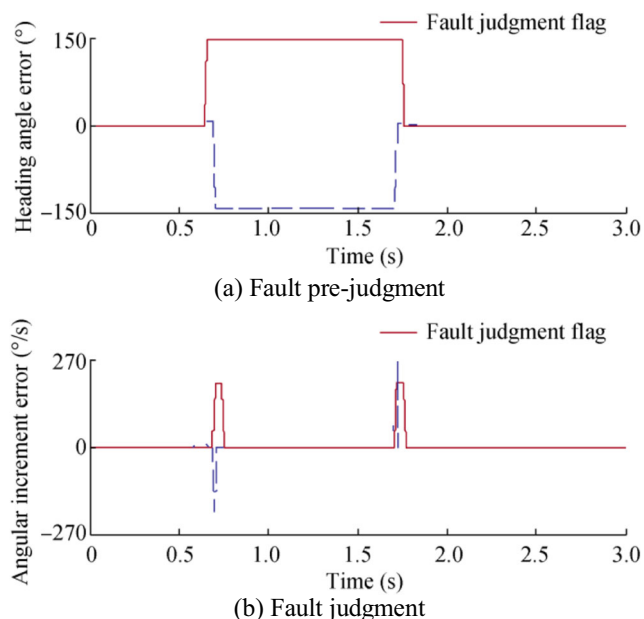 Fault judgment flag
Heading angle error (°)
150
0
−150
0 0.5 1.0 1.5 2.0 2.5 3.0
Time (s)
(a) Fault pre-judgment
Fault judgment flag
Angular increment error (°/s)
270
0
−270
0 0.5 1.0 1.5 2.0 2.5 3.0
Time (s)
(b) Fault judgment